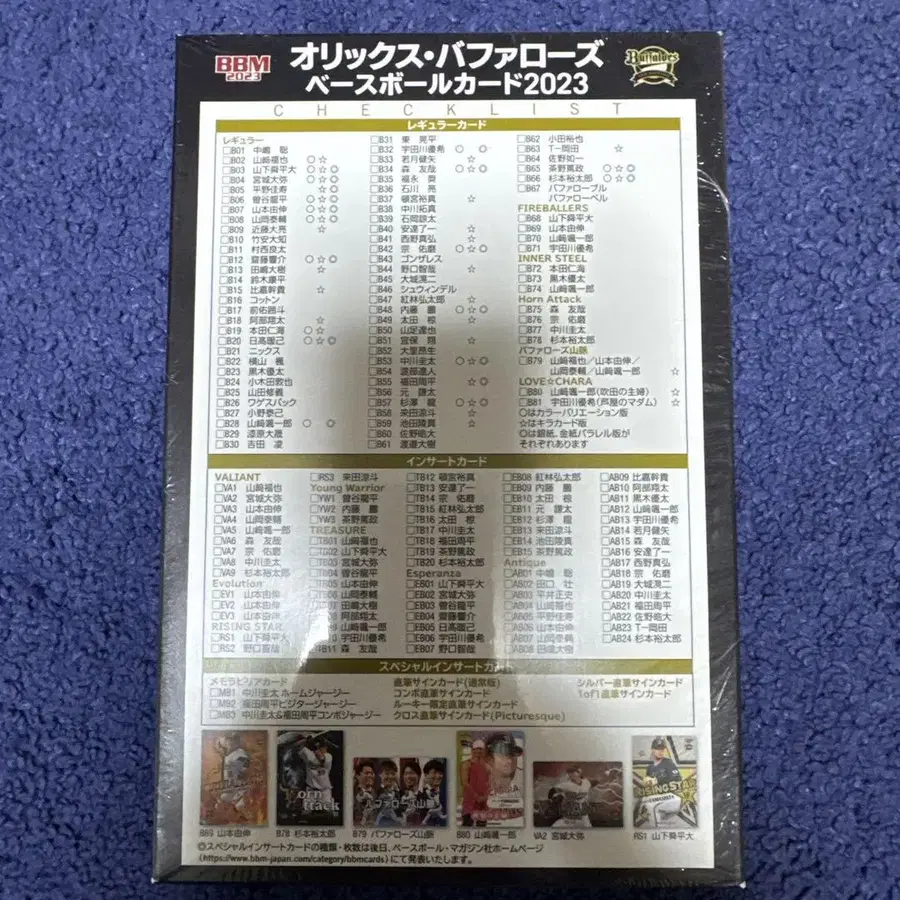 BBM
2023
オリックス・バファローズ
ベースボールカード2023
Buffaloes
CHECKLIST
レギュラーカード
レギュラー
□B01 中嶋 聡
□B02 山﨑福也 ○☆
□B03 山下舜平大 ○☆◎
□B04 宮城大弥 ○☆◎
□B05 平野佳寿 ☆◎
□B06 曽谷龍平 ○☆◎
□B07 山本由伸 ○☆◎
□B08 山岡泰輔 ○☆◎
□B09 近藤大亮 ☆
□B10 竹安大知
□B11 村西良太
□B12 齋藤響介 ○☆◎
□B13 田嶋大樹 ☆
□B14 鈴木康平
□B15 比嘉幹貴 ☆
□B16 コットン
□B17 前佑囲斗
□B18 阿部翔太 ☆
□B19 本田仁海 ○☆
□B20 日高暖己 ○☆◎
□B21 ニックス
□B22 横山 楓
□B23 黒木優太
□B24 小木田敦也
□B25 山田修義
□B26 ワゲスパック
□B27 小野泰己
□B28 山﨑颯一郎 ○ ◎
□B29 漆原大晟
□B30 吉田 凌
□B31 東 晃平
□B32 宇田川優希 ○ ◎
□B33 若月健矢 ☆
□B34 森 友哉 ○☆◎
□B35 福永 奨
□B36 石川 亮
□B37 頓宮裕真 ☆
□B38 中川拓真
□B39 石岡諒太
□B40 安達了一 ☆
□B41 西野真弘 ☆
□B42 宗 佑磨 ○☆◎
□B43 ゴンザレス
□B44 野口智哉 ☆
□B45 大城滉二
□B46 シュウィンデル
□B47 紅林弘太郎 ☆
□B48 内藤 鵬 ○☆◎
□B49 太田 椋 ☆
□B50 山足達也
□B51 宜保 翔 ☆
□B52 大里昂生
□B53 中川圭太 ○☆◎
□B54 渡部遼人
□B55 福田周平 ☆◎
□B56 元 謙太
□B57 杉澤 龍 ○☆◎
□B58 来田涼斗 ☆
□B59 池田陵真 ☆
□B60 佐野皓大
□B61 渡邉大樹
□B62 小田裕也
□B63 T-岡田 ☆
□B64 佐野如一
□B65 茶野篤政 ○☆◎
□B66 杉本裕太郎 ○☆◎
□B67 バファローブル
バファローベル
FIREBALLERS
□B68 山下舜平大
□B69 山本由伸
□B70 山﨑颯一郎
□B71 宇田川優希
INNER STEEL
□B72 本田仁海
□B73 黒木優太
□B74 山﨑颯一郎
Horn Attack
□B75 森 友哉
□B76 宗 佑磨
□B77 中川圭太
□B78 杉本裕太郎
バファローズ山脈
□B79 山﨑福也/山本由伸/
山岡泰輔/山﨑颯一郎 ☆
LOVE☆CHARA
□B80 山﨑颯一郎(吹田の主婦) ☆
□B81 宇田川優希(芦屋のマダム) ☆
○はカラーバリエーション版
☆はキラカード版
◎は銀紙、金紙パラレル版が
それぞれあります
インサートカード
VALIANT
□VA1 山﨑福也
□VA2 宮城大弥
□VA3 山本由伸
□VA4 山岡泰輔
□VA5 山﨑颯一郎
□VA6 森 友哉
□VA7 宗 佑磨
□VA8 中川圭太
□VA9 杉本裕太郎
Evolution
□EV1 山本由伸
□EV2 山本由伸
□EV3 山本由伸
RISING STAR
□RS1 山下舜平大
□RS2 野口智哉
□RS3 来田涼斗
Young Warrior
□YW1 曽谷龍平
□YW2 内藤 鵬
□YW3 茶野篤政
TREASURE
□TB01 山﨑福也
□TB02 山下舜平大
□TB03 宮城大弥
□TB04 曽谷龍平
□TB05 山本由伸
□TB06 山岡泰輔
□TB07 田嶋大樹
□TB08 阿部翔太
□TB09 山﨑颯一郎
□TB10 宇田川優希
□TB11 森 友哉
□TB12 頓宮裕真
□TB13 安達了一
□TB14 宗 佑磨
□TB15 紅林弘太郎
□TB16 太田 椋
□TB17 中川圭太
□TB18 福田周平
□TB19 茶野篤政
□TB20 杉本裕太郎
Esperanza
□EB01 山下舜平大
□EB02 宮城大弥
□EB03 曽谷龍平
□EB04 齋藤響介
□EB05 日高暖己
□EB06 宇田川優希
□EB07 野口智哉
□EB08 紅林弘太郎
□EB09 内藤 鵬
□EB10 太田 椋
□EB11 元 謙太
□EB12 杉澤 龍
□EB13 来田涼斗
□EB14 池田陵真
□EB15 茶野篤政
Antique
□AB01 中嶋 聡
□AB02 田口 壮
□AB03 平井正史
□AB04 山﨑福也
□AB05 平野佳寿
□AB06 山本由伸
□AB07 山岡泰輔
□AB08 田嶋大樹
□AB09 比嘉幹貴
□AB10 阿部翔太
□AB11 黒木優太
□AB12 山﨑颯一郎
□AB13 宇田川優希
□AB14 若月健矢
□AB15 森 友哉
□AB16 安達了一
□AB17 西野真弘
□AB18 宗 佑磨
□AB19 大城滉二
□AB20 中川圭太
□AB21 福田周平
□AB22 佐野皓大
□AB23 T-岡田
□AB24 杉本裕太郎
スペシャルインサートカード
メモラビリアカード
□MB1 中川圭太 ホームジャージー
□MB2 福田周平ビジタージャージー
□MB3 中川圭太&福田周平コンボジャージー
直筆サインカード(通常版)
コンボ直筆サインカード
ルーキー限定直筆サインカード
クロス直筆サインカード(Picturesque)
シルバー直筆サインカード
1of1直筆サインカード
Horn
Attack
バファローズ山脈
RISING STAR
B69 山本由伸
B78 杉本裕太郎
B79 バファローズ山脈
B80 山﨑颯一郎
VA2 宮城大弥
RS1 山下舜平大
◎スペシャルインサートカードの種類・枚数は後日、ベースボール・マガジン社ホームページ
(https://www.bbm-japan.com/category/bbmcards)にて発表いたします。